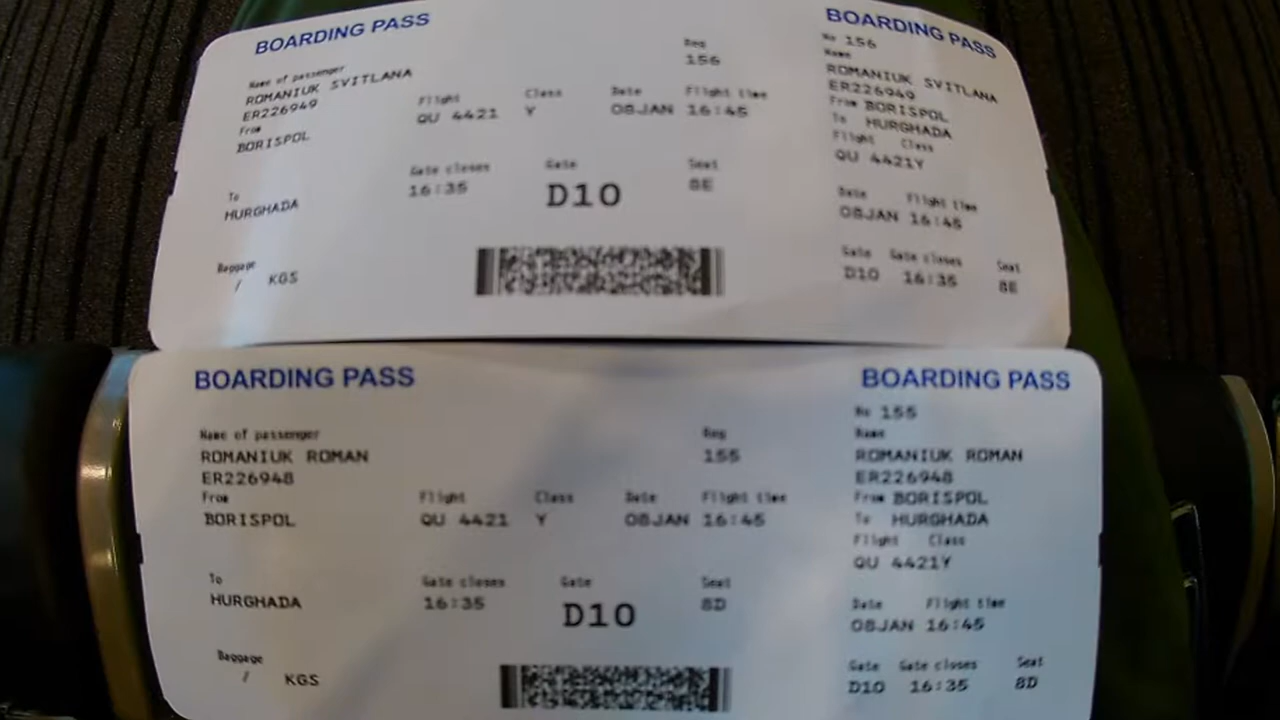 BOARDING PASS
Name of passenger
ROMANIUK SVITLANA
ER226949
From
BORISPOL
To
HURGHADA
Baggage
/ KGS
Reg
156
Flight Class Date Flight time
QU 4421 Y 08JAN 16:45
Gate closes Gate Seat
16:35 D10 8E
BOARDING PASS
No 156
Name
ROMANIUK SVITLANA
ER226949
From BORISPOL
To HURGHADA
Flight Class
QU 4421Y
Date Flight time
08JAN 16:45
Gate Gate closes Seat
D10 16:35 8E
BOARDING PASS
Name of passenger
ROMANIUK ROMAN
ER226948
From
BORISPOL
To
HURGHADA
Baggage
/ KGS
Reg
155
Flight Class Date Flight time
QU 4421 Y 08JAN 16:45
Gate closes Gate Seat
16:35 D10 8D
BOARDING PASS
No 155
Name
ROMANIUK ROMAN
ER226948
From BORISPOL
To HURGHADA
Flight Class
QU 4421Y
Date Flight time
08JAN 16:45
Gate Gate closes Seat
D10 16:35 8D